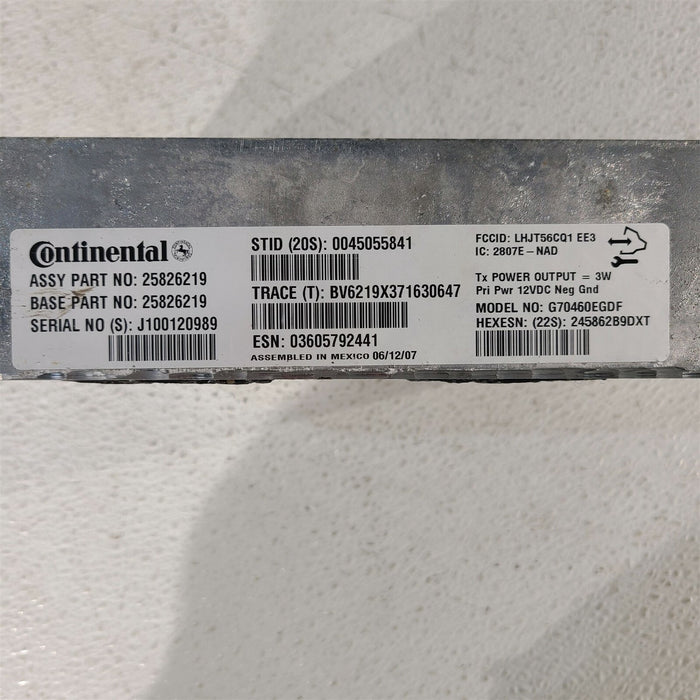 Continental
ASSY PART NO: 25826219
BASE PART NO: 25826219
SERIAL NO (S): J100120989
STID (20S): 0045055841
TRACE (T): BV6219X371630647
ESN: 03605792441
ASSEMBLED IN MEXICO 06/12/07
FCCID: LHJT56CQ1 EE3
IC: 2807E-NAD
Tx POWER OUTPUT = 3W
Pri Pwr 12VDC Neg Gnd
MODEL NO: G70460EGDF
HEXESN: (22S): 245862B9DXT